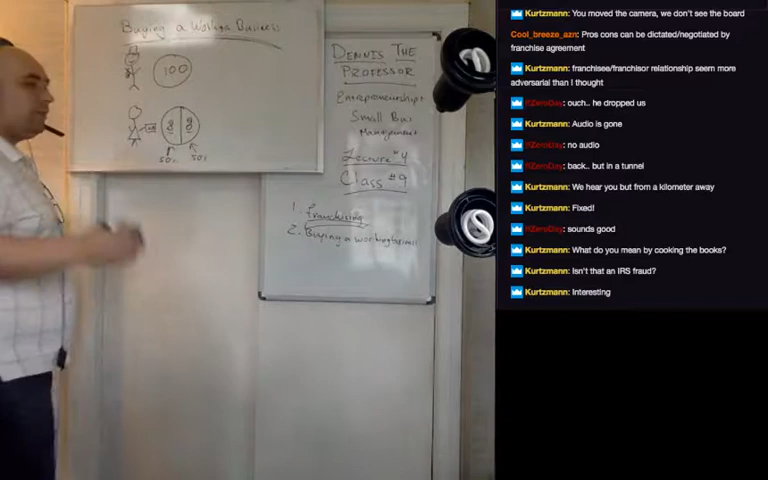 Buying a Working Business
100
50%
50%
DENNIS THE
PROFESSOR
Entrepreneurship +
Small Bus
Management
Lecture #4
Class #9
1. Franchising
2. Buying a working business
Kurtzmann: You moved the camera, we don't see the board
Cool_breeze_azn: Pros cons can be dictated/negotiated by
franchise agreement
Kurtzmann: franchisee/franchisor relationship seem more
adversarial than I thought
: ouch.. he dropped us
Kurtzmann: Audio is gone
: no audio
: back.. but in a tunnel
Kurtzmann: We hear you but from a kilometer away
Kurtzmann: Fixed!
: sounds good
Kurtzmann: What do you mean by cooking the books?
Kurtzmann: Isn't that an IRS fraud?
Kurtzmann: Interesting